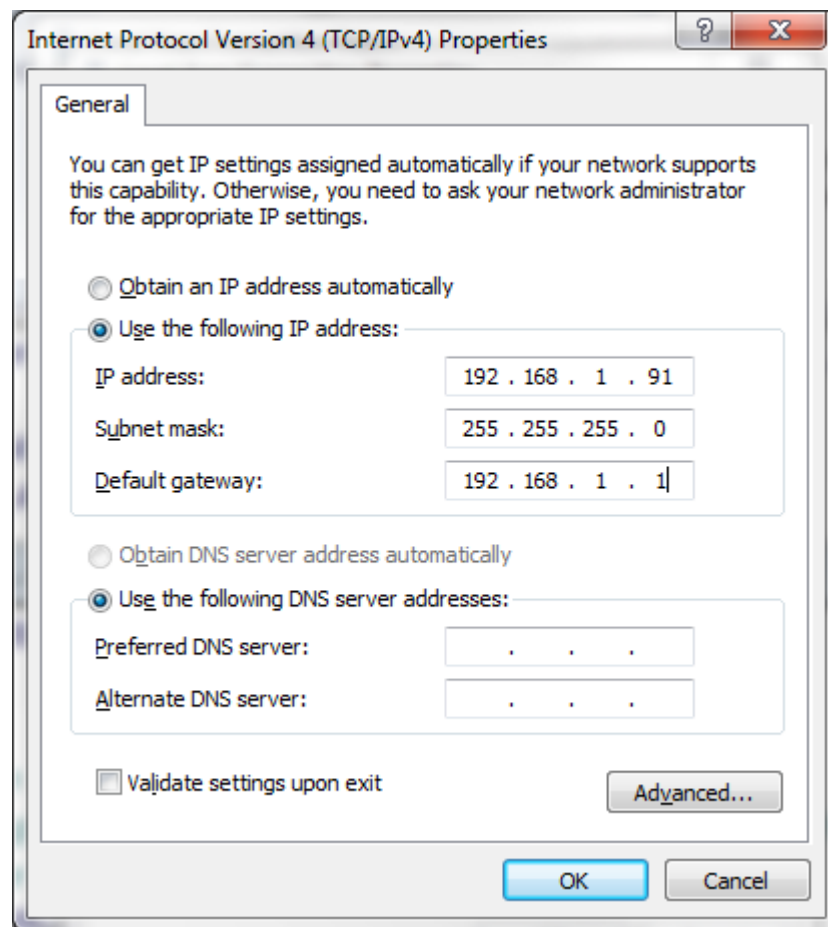 Internet Protocol Version 4 (TCP/IPv4) Properties
General
You can get IP settings assigned automatically if your network supports
this capability. Otherwise, you need to ask your network administrator
for the appropriate IP settings.
Obtain an IP address automatically
Use the following IP address:
IP address: 192 . 168 . 1 . 91
Subnet mask: 255 . 255 . 255 . 0
Default gateway: 192 . 168 . 1 . 1
Obtain DNS server address automatically
Use the following DNS server addresses:
Preferred DNS server: . . .
Alternate DNS server: . . .
Validate settings upon exit
Advanced...
OK Cancel